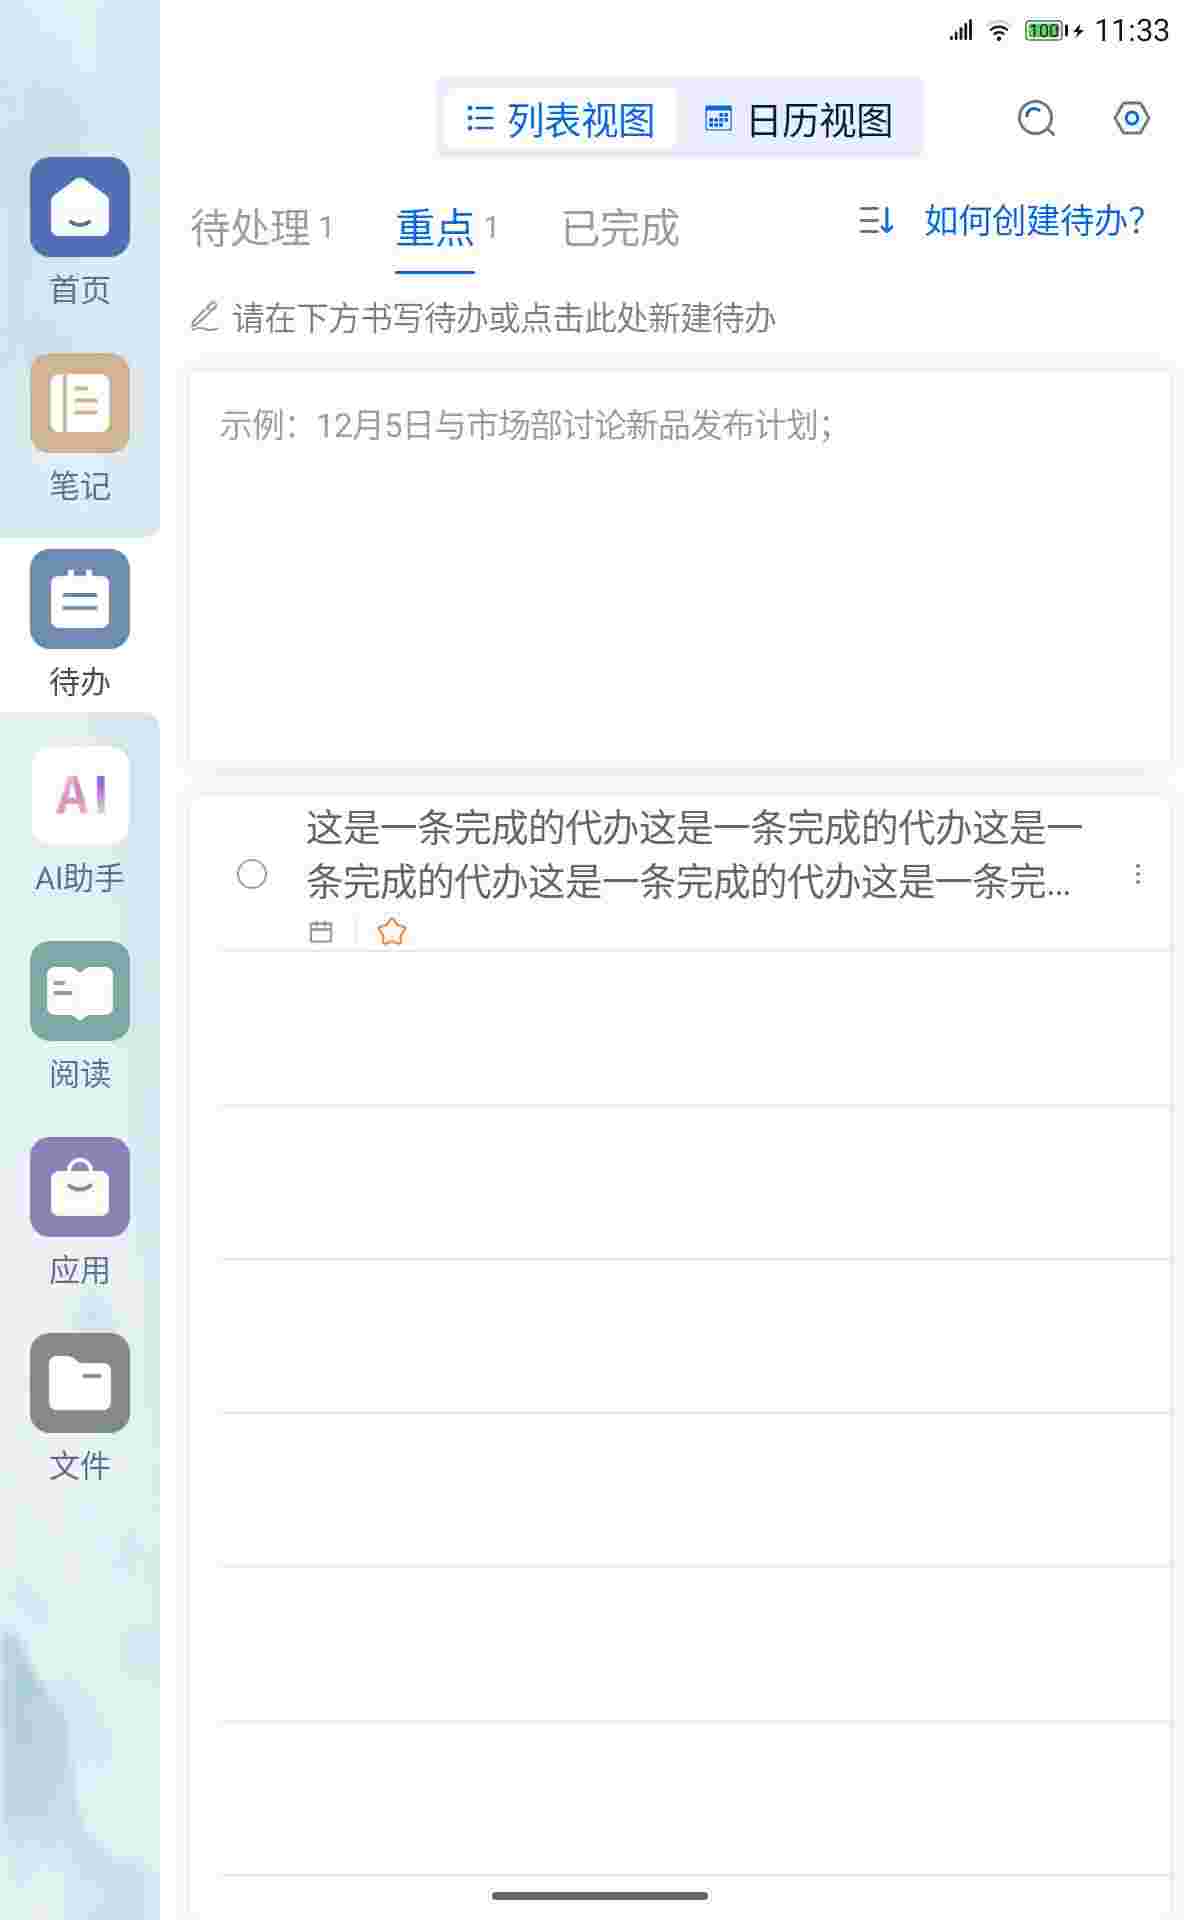 100 11:33
列表视图 日历视图
待处理 1 重点 1 已完成 如何创建待办?
请在下方书写待办或点击此处新建待办
示例：12月5日与市场部讨论新品发布计划；
这是一条完成的代办这是一条完成的代办这是一
条完成的代办这是一条完成的代办这是一条完...
首页
笔记
待办
AI
AI助手
阅读
应用
文件